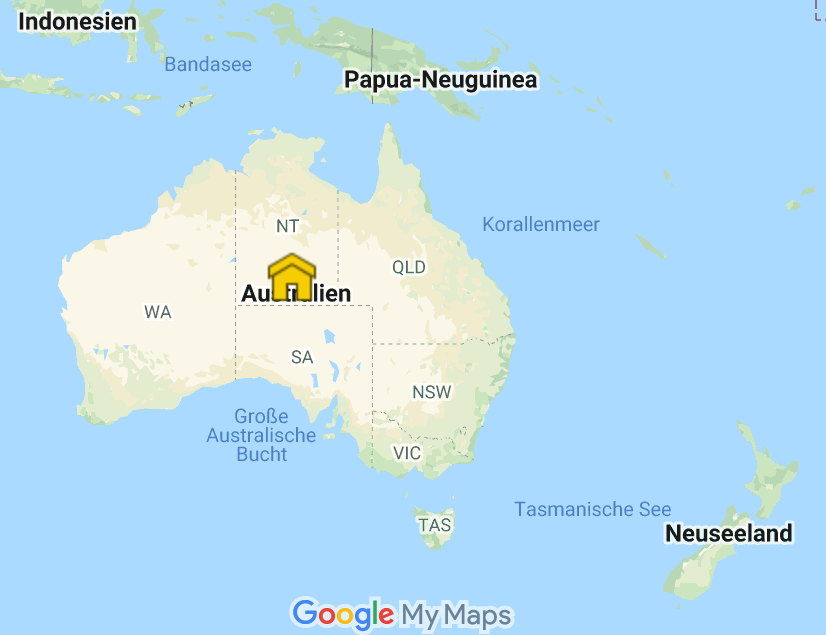 Indonesien
Bandasee
Papua-Neuguinea
Korallenmeer
NT
QLD
Australien
WA
SA
NSW
Große
Australische
Bucht
VIC
TAS
Tasmanische See
Neuseeland
Google My Maps